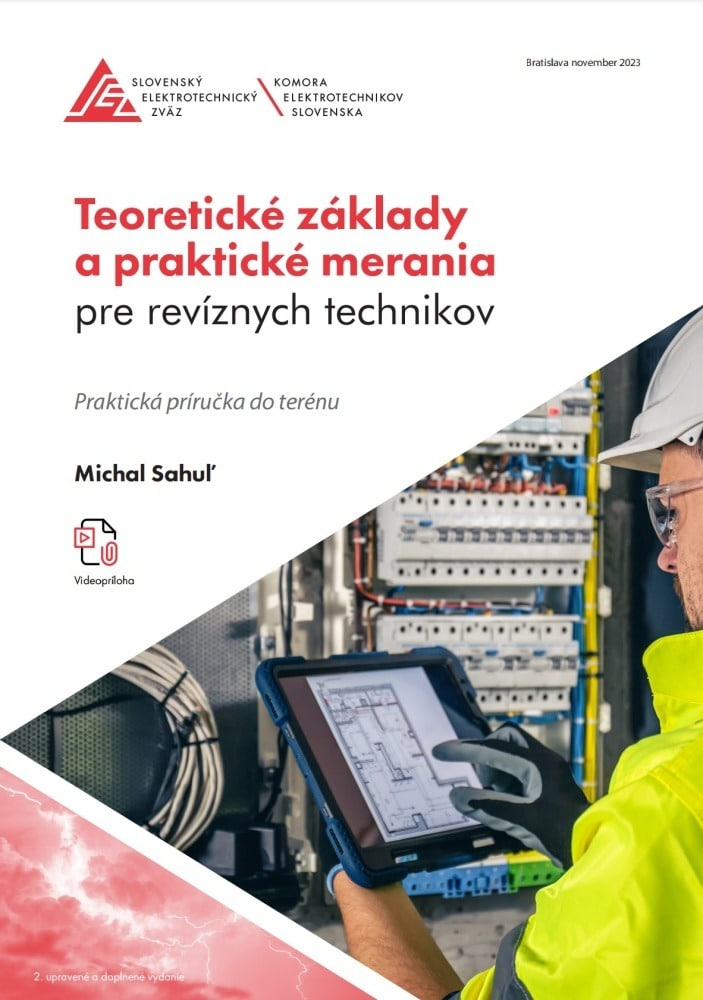 Bratislava november 2023
SLOVENSKÝ
ELEKTROTECHNICKÝ
ZVÄZ
KOMORA
ELEKTROTECHNIKOV
SLOVENSKA
Teoretické základy
a praktické merania
pre revíznych technikov
Praktická príručka do terénu
Michal Sahuľ
Videopríloha
2. upravené a doplnené vydanie